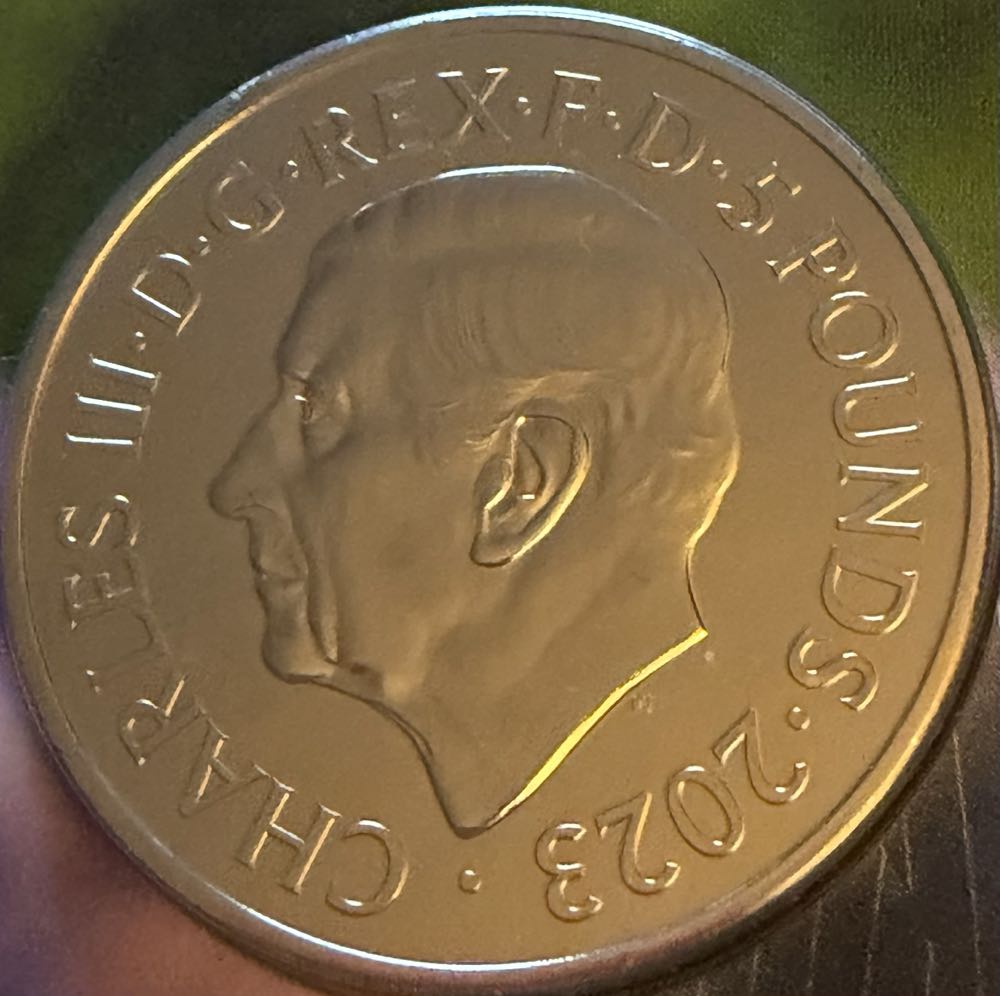 · CHARLES III · D · G · REX · F · D · 5 POUNDS · 2023